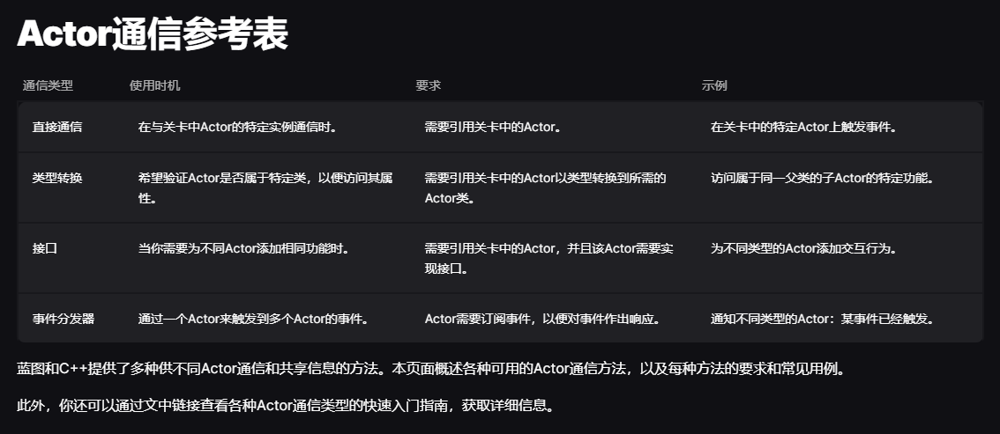 Actor通信参考表
通信类型 使用时机 要求 示例
直接通信 在与关卡中Actor的特定实例通信时。 需要引用关卡中的Actor。 在关卡中的特定Actor上触发事件。
类型转换 希望验证Actor是否属于特定类，以便访问其属 需要引用关卡中的Actor以类型转换到所需的 访问属于同一父类的子Actor的特定功能。
性。 Actor类。
接口 当你需要为不同Actor添加相同功能时。 需要引用关卡中的Actor，并且该Actor需要实 为不同类型的Actor添加交互行为。
现接口。
事件分发器 通过一个Actor来触发到多个Actor的事件。 Actor需要订阅事件，以便对事件作出响应。 通知不同类型的Actor：某事件已经触发。
蓝图和C++提供了多种供不同Actor通信和共享信息的方法。本页面概述各种可用的Actor通信方法，以及每种方法的要求和常见用例。
此外，你还可以通过文中链接查看各种Actor通信类型的快速入门指南，获取详细信息。